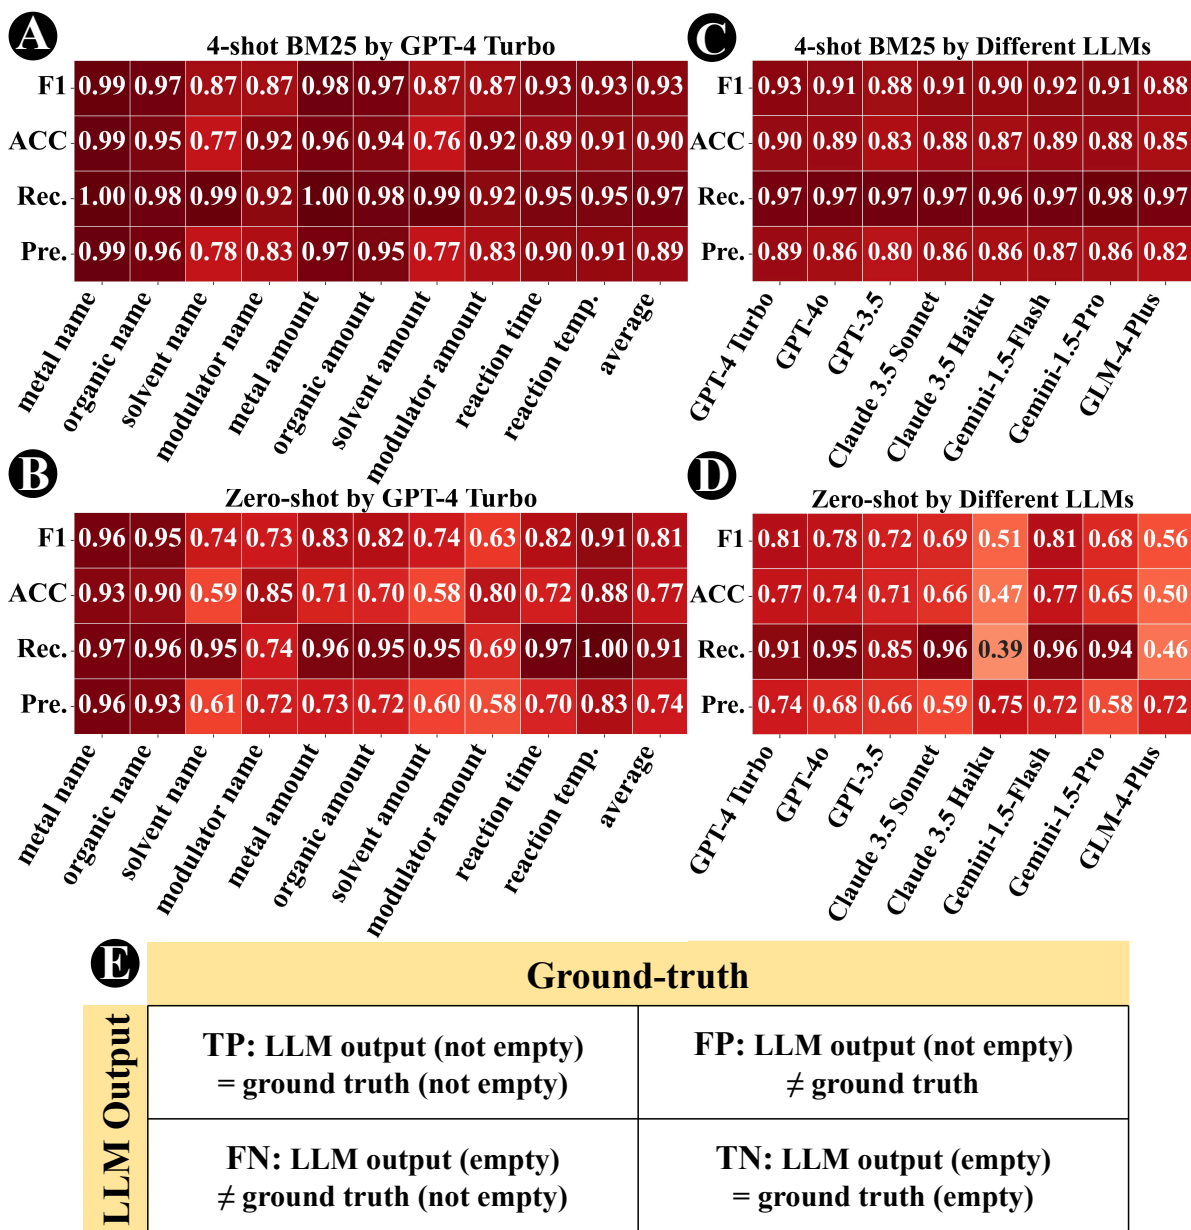 A
4-shot BM25 by GPT-4 Turbo
F1 0.99 0.97 0.87 0.87 0.98 0.97 0.87 0.87 0.93 0.93 0.93
ACC 0.99 0.95 0.77 0.92 0.96 0.94 0.76 0.92 0.89 0.91 0.90
Rec. 1.00 0.98 0.99 0.92 1.00 0.98 0.99 0.92 0.95 0.95 0.97
Pre. 0.99 0.96 0.78 0.83 0.97 0.95 0.77 0.83 0.90 0.91 0.89
metal name
organic name
solvent name
modulator name
metal amount
organic amount
solvent amount
modulator amount
reaction time
reaction temp.
average
C
4-shot BM25 by Different LLMs
F1 0.93 0.91 0.88 0.91 0.90 0.92 0.91 0.88
ACC 0.90 0.89 0.83 0.88 0.87 0.89 0.88 0.85
Rec. 0.97 0.97 0.97 0.97 0.96 0.97 0.98 0.97
Pre. 0.89 0.86 0.80 0.86 0.86 0.87 0.86 0.82
GPT-4 Turbo
GPT-4o
GPT-3.5
Claude 3.5 Sonnet
Claude 3.5 Haiku
Gemini-1.5-Flash
Gemini-1.5-Pro
GLM-4-Plus
B
Zero-shot by GPT-4 Turbo
F1 0.96 0.95 0.74 0.73 0.83 0.82 0.74 0.63 0.82 0.91 0.81
ACC 0.93 0.90 0.59 0.85 0.71 0.70 0.58 0.80 0.72 0.88 0.77
Rec. 0.97 0.96 0.95 0.74 0.96 0.95 0.95 0.69 0.97 1.00 0.91
Pre. 0.96 0.93 0.61 0.72 0.73 0.72 0.60 0.58 0.70 0.83 0.74
metal name
organic name
solvent name
modulator name
metal amount
organic amount
solvent amount
modulator amount
reaction time
reaction temp.
average
D
Zero-shot by Different LLMs
F1 0.81 0.78 0.72 0.69 0.51 0.81 0.68 0.56
ACC 0.77 0.74 0.71 0.66 0.47 0.77 0.65 0.50
Rec. 0.91 0.95 0.85 0.96 0.39 0.96 0.94 0.46
Pre. 0.74 0.68 0.66 0.59 0.75 0.72 0.58 0.72
GPT-4 Turbo
GPT-4o
GPT-3.5
Claude 3.5 Sonnet
Claude 3.5 Haiku
Gemini-1.5-Flash
Gemini-1.5-Pro
GLM-4-Plus
E
Ground-truth
LLM Output
TP: LLM output (not empty)
= ground truth (not empty)
FP: LLM output (not empty)
≠ ground truth
FN: LLM output (empty)
≠ ground truth (not empty)
TN: LLM output (empty)
= ground truth (empty)